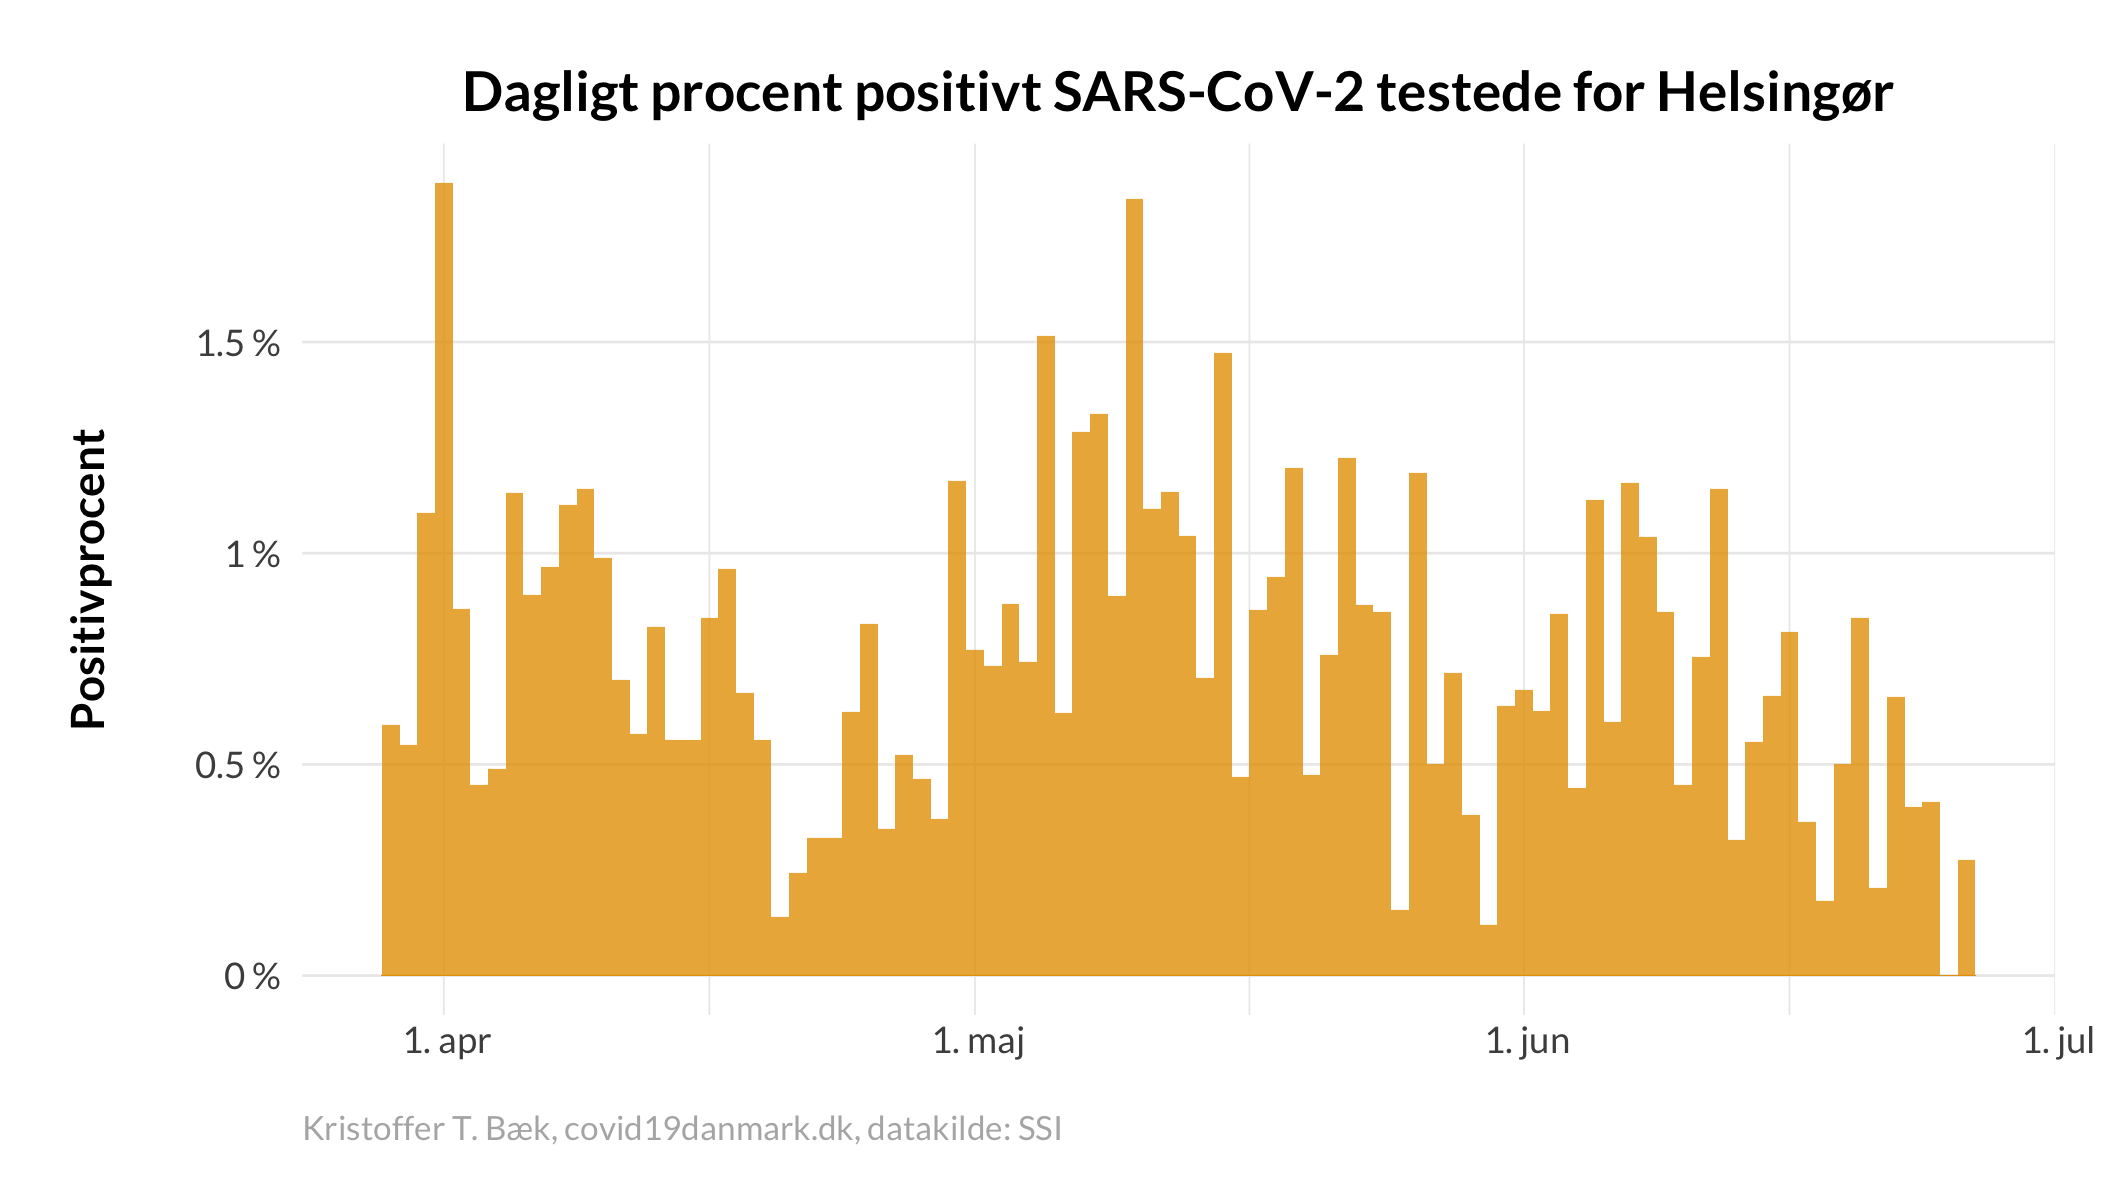 Dagligt procent positivt SARS-CoV-2 testede for Helsingør
Positivprocent
1.5 %
1 %
0.5 %
0 %
1. apr
1. maj
1. jun
1. jul
Kristoffer T. Bæk, covid19danmark.dk, datakilde: SSI